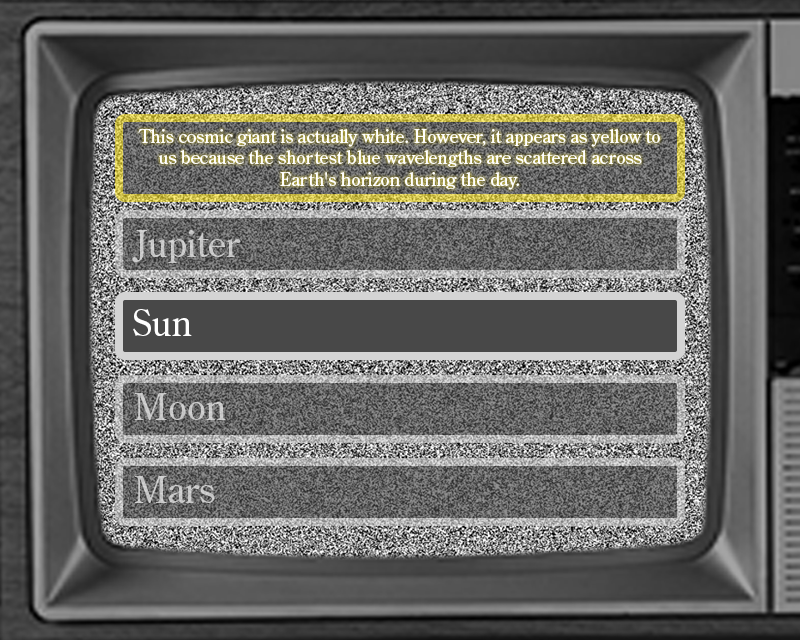 This cosmic giant is actually white. However, it appears as yellow to
us because the shortest blue wavelengths are scattered across
Earth's horizon during the day.
Jupiter
Sun
Moon
Mars